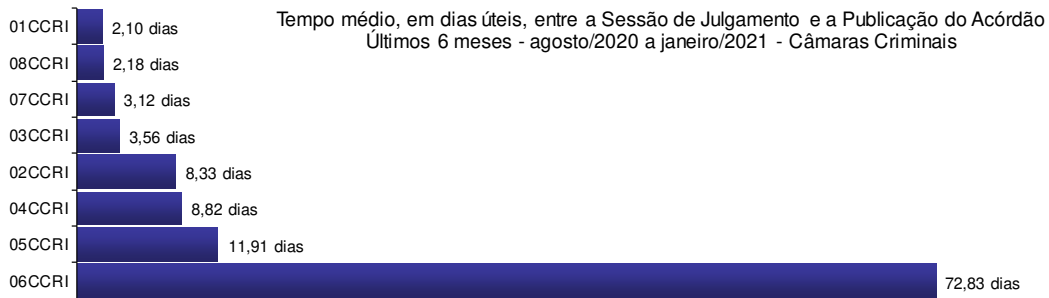 Tempo médio, em dias úteis, entre a Sessão de Julgamento e a Publicação do Acórdão
Últimos 6 meses - agosto/2020 a janeiro/2021 - Câmaras Criminais
01CCRI 2,10 dias
08CCRI 2,18 dias
07CCRI 3,12 dias
03CCRI 3,56 dias
02CCRI 8,33 dias
04CCRI 8,82 dias
05CCRI 11,91 dias
06CCRI 72,83 dias